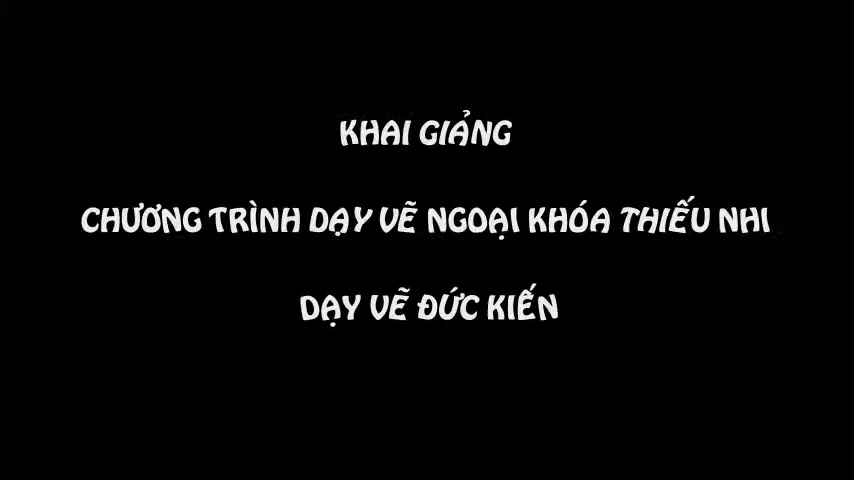 KHAI GIẢNG
CHƯƠNG TRÌNH DẠY VẼ NGOẠI KHÓA THIẾU NHI
DẠY VẼ ĐỨC KIẾN